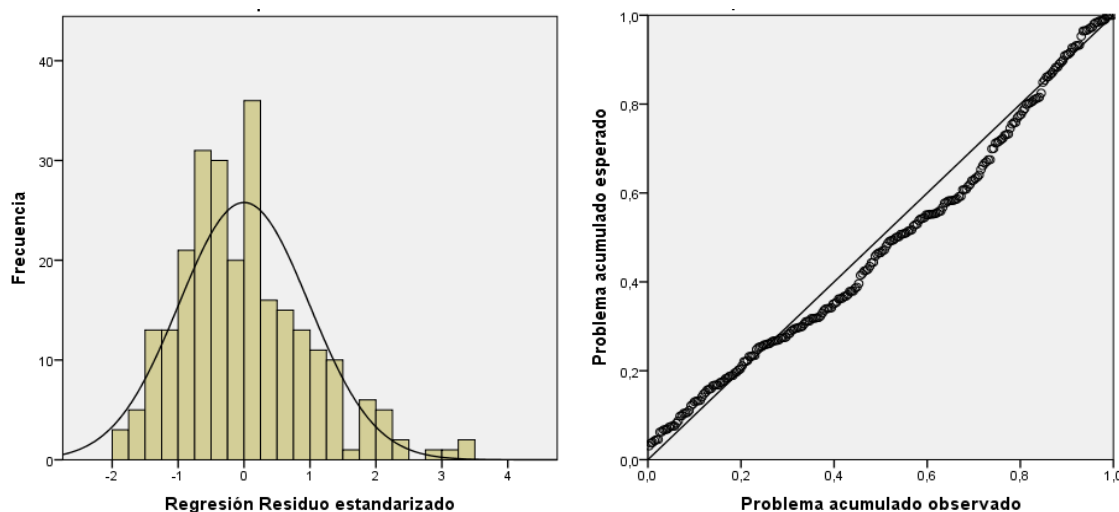 40
30
20
10
0
Frecuencia
-2 -1 0 1 2 3 4
Regresión Residuo estandarizado
1,0
0,8
0,6
0,4
0,2
0,0
Problema acumulado esperado
0,0 0,2 0,4 0,6 0,8 1,0
Problema acumulado observado